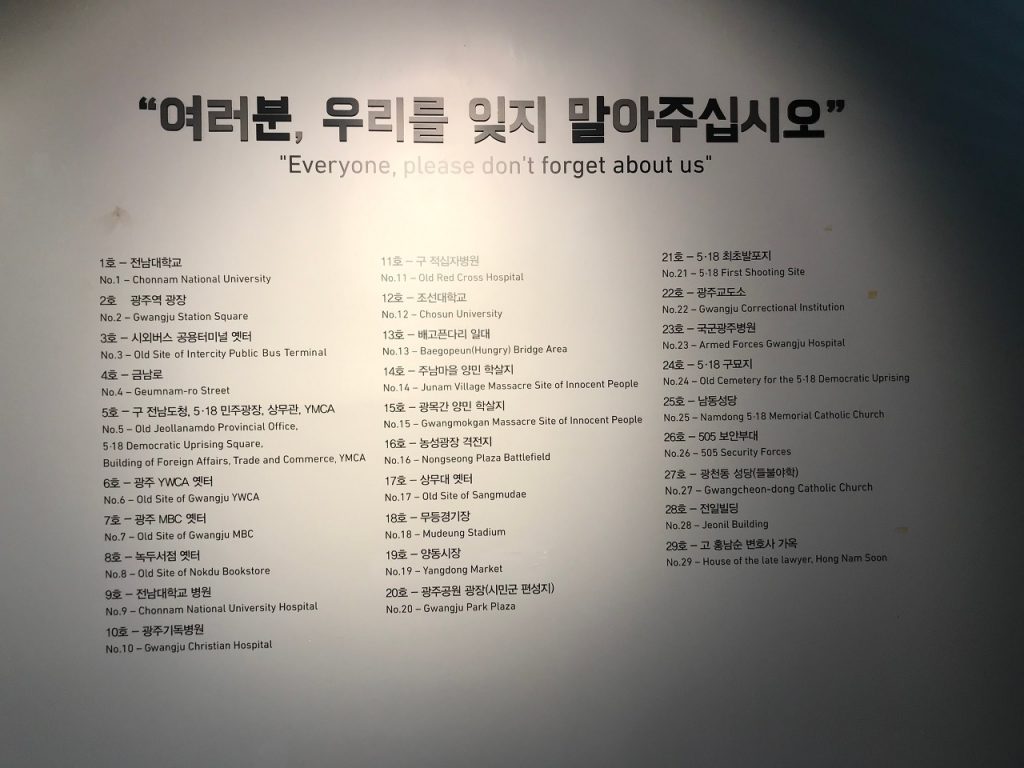 “여러분, 우리를 잊지 말아주십시오”
"Everyone, please don't forget about us"
1호 – 전남대학교
No.1 – Chonnam National University
2호 광주역 광장
No.2 – Gwangju Station Square
3호 – 시외버스 공용터미널 옛터
No.3 – Old Site of Intercity Public Bus Terminal
4호 – 금남로
No.4 – Geumnam-ro Street
5호 – 구 전남도청, 5·18 민주광장, 상무관, YMCA
No.5 – Old Jeollanamdo Provincial Office,
5·18 Democratic Uprising Square,
Building of Foreign Affairs, Trade and Commerce, YMCA
6호 – 광주 YWCA 옛터
No.6 – Old Site of Gwangju YWCA
7호 – 광주 MBC 옛터
No.7 – Old Site of Gwangju MBC
8호 – 녹두서점 옛터
No.8 – Old Site of Nokdu Bookstore
9호 – 전남대학교 병원
No.9 – Chonnam National University Hospital
10호 – 광주기독병원
No.10 – Gwangju Christian Hospital
11호 – 구 적십자병원
No.11 – Old Red Cross Hospital
12호 – 조선대학교
No.12 – Chosun University
13호 – 배고픈다리 일대
No.13 – Baegopeun(Hungry) Bridge Area
14호 – 주남마을 양민 학살지
No.14 – Junam Village Massacre Site of Innocent People
15호 – 광목간 양민 학살지
No.15 – Gwangmokgan Massacre Site of Innocent People
16호 – 농성광장 격전지
No.16 – Nongseong Plaza Battlefield
17호 – 상무대 옛터
No.17 – Old Site of Sangmudae
18호 – 무등경기장
No.18 – Mudeung Stadium
19호 – 양동시장
No.19 – Yangdong Market
20호 – 광주공원 광장(시민군 편성지)
No.20 – Gwangju Park Plaza
21호 – 5·18 최초발포지
No.21 – 5·18 First Shooting Site
22호 – 광주교도소
No.22 – Gwangju Correctional Institution
23호 – 국군광주병원
No.23 – Armed Forces Gwangju Hospital
24호 – 5·18 구묘지
No.24 – Old Cemetery for the 5·18 Democratic Uprising
25호 – 남동성당
No.25 – Namdong 5·18 Memorial Catholic Church
26호 – 505 보안부대
No.26 – 505 Security Forces
27호 – 광천동 성당(들불야학)
No.27 – Gwangcheon-dong Catholic Church
28호 – 전일빌딩
No.28 – Jeonil Building
29호 – 고 홍남순 변호사 가옥
No.29 – House of the late lawyer, Hong Nam Soon